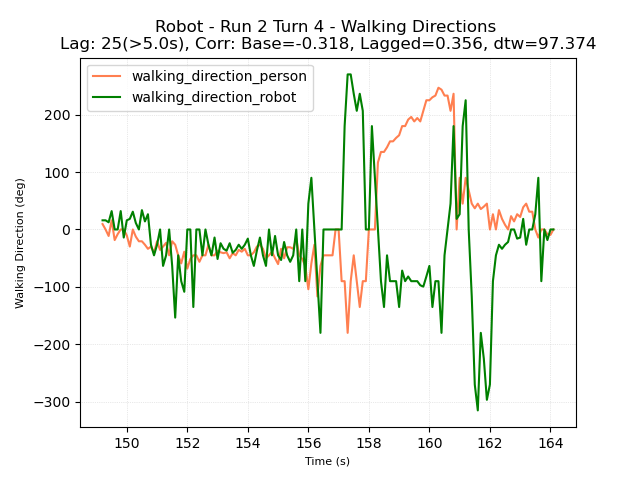 Robot - Run 2 Turn 4 - Walking Directions
Lag: 25(>5.0s), Corr: Base=-0.318, Lagged=0.356, dtw=97.374
walking_direction_person
walking_direction_robot
Walking Direction (deg)
200
100
0
−100
−200
−300
150 152 154 156 158 160 162 164
Time (s)